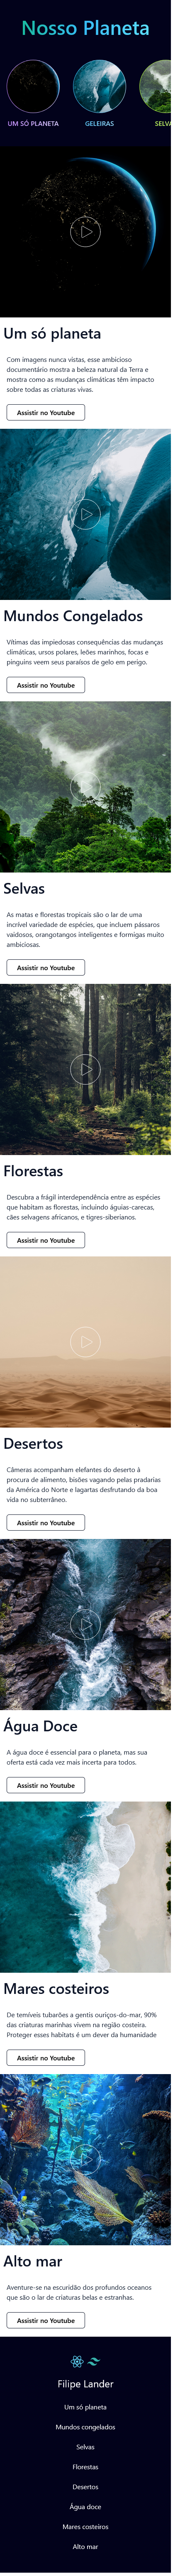 Nosso Planeta
UM SÓ PLANETA
GELEIRAS
SELVA
Um só planeta
Com imagens nunca vistas, esse ambicioso
documentário mostra a beleza natural da Terra e
mostra como as mudanças climáticas têm impacto
sobre todas as criaturas vivas.
Assistir no Youtube
Mundos Congelados
Vítimas das impiedosas consequências das mudanças
climáticas, ursos polares, leões marinhos, focas e
pinguins veem seus paraísos de gelo em perigo.
Assistir no Youtube
Selvas
As matas e florestas tropicais são o lar de uma
incrível variedade de espécies, que incluem pássaros
vaidosos, orangotangos inteligentes e formigas muito
ambiciosas.
Assistir no Youtube
Florestas
Descubra a frágil interdependência entre as espécies
que habitam as florestas, incluindo águias-carecas,
cães selvagens africanos, e tigres-siberianos.
Assistir no Youtube
Desertos
Câmeras acompanham elefantes do deserto à
procura de alimento, bisões vagando pelas pradarias
da América do Norte e lagartas desfrutando da boa
vida no subterrâneo.
Assistir no Youtube
Água Doce
A água doce é essencial para o planeta, mas sua
oferta está cada vez mais incerta para todos.
Assistir no Youtube
Mares costeiros
De temíveis tubarões a gentis ouriços-do-mar, 90%
das criaturas marinhas vivem na região costeira.
Proteger esses habitats é um dever da humanidade
Assistir no Youtube
Alto mar
Aventure-se na escuridão dos profundos oceanos
que são o lar de criaturas belas e estranhas.
Assistir no Youtube
Filipe Lander
Um só planeta
Mundos congelados
Selvas
Florestas
Desertos
Água doce
Mares costeiros
Alto mar